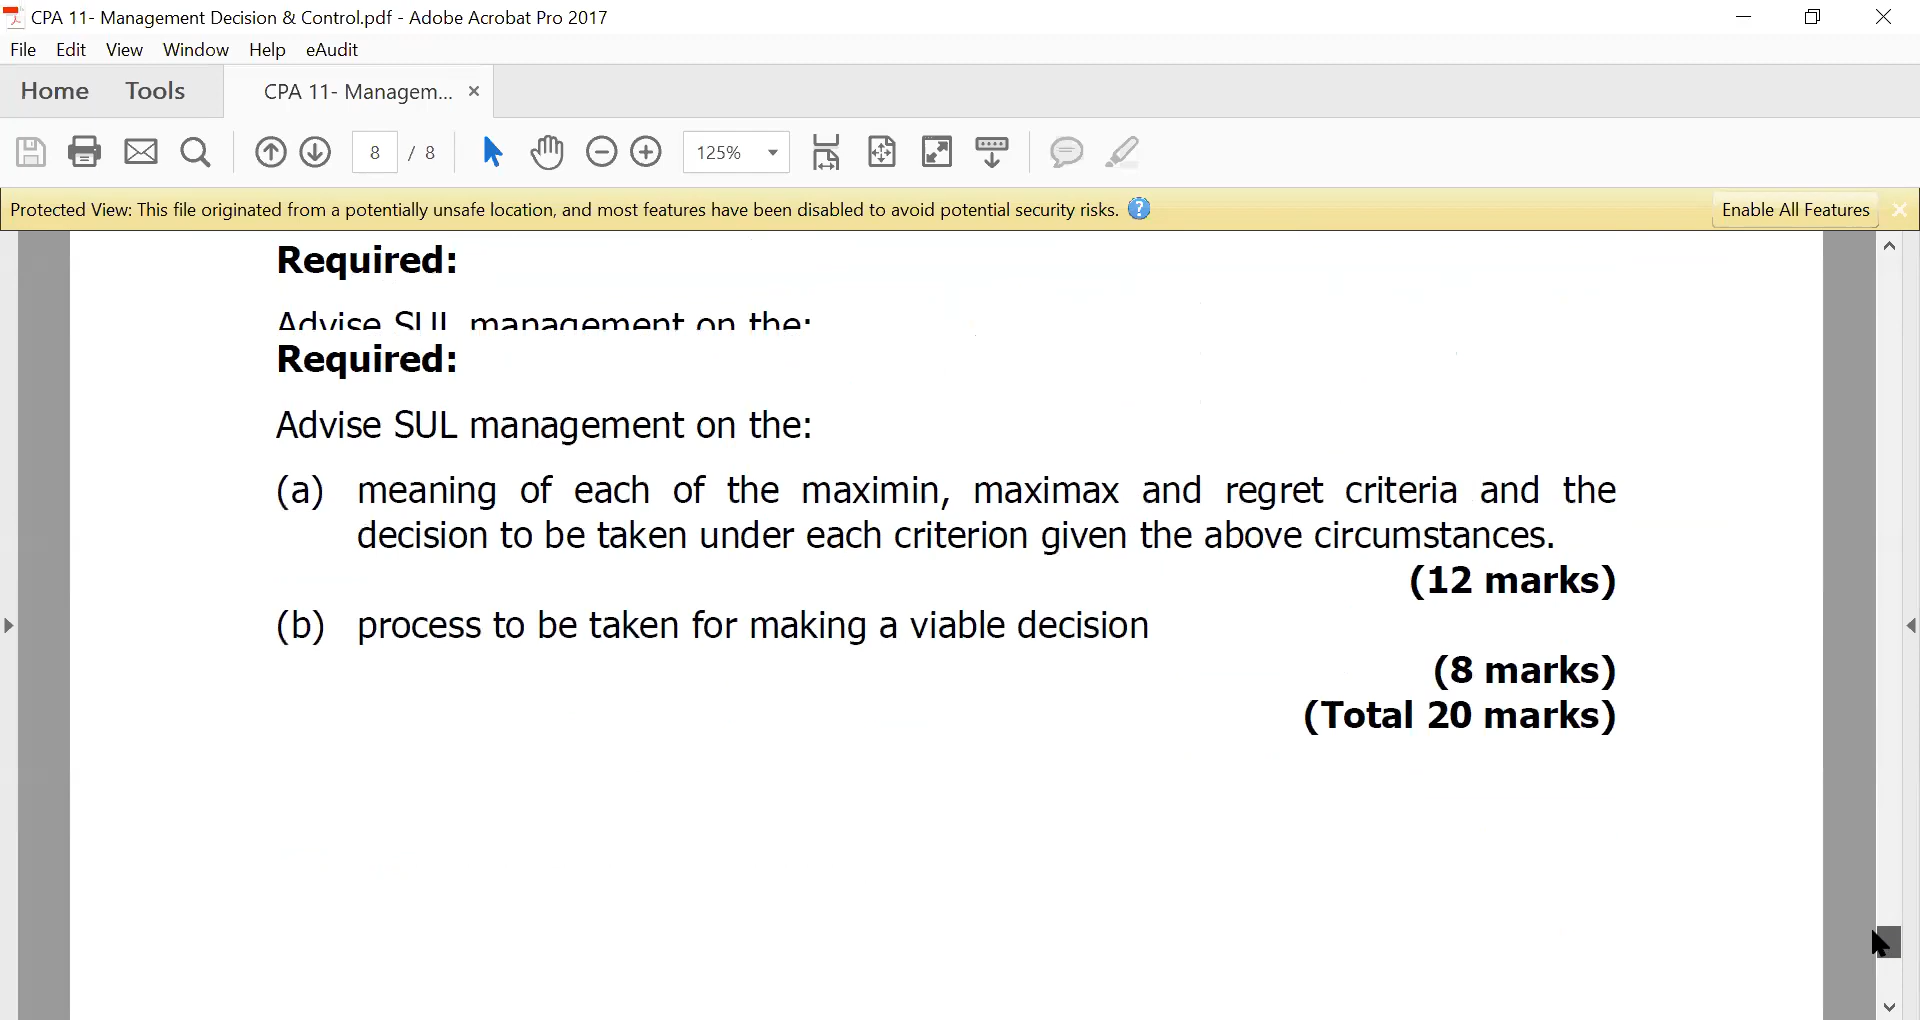 CPA 11- Management Decision & Control.pdf - Adobe Acrobat Pro 2017
File Edit View Window Help eAudit
Home Tools CPA 11- Managem... ×
8 / 8 125%
Protected View: This file originated from a potentially unsafe location, and most features have been disabled to avoid potential security risks. ? Enable All Features
Required:
Advise SUL management on the:
Required:
Advise SUL management on the:
(a) meaning of each of the maximin, maximax and regret criteria and the
decision to be taken under each criterion given the above circumstances.
(12 marks)
(b) process to be taken for making a viable decision
(8 marks)
(Total 20 marks)